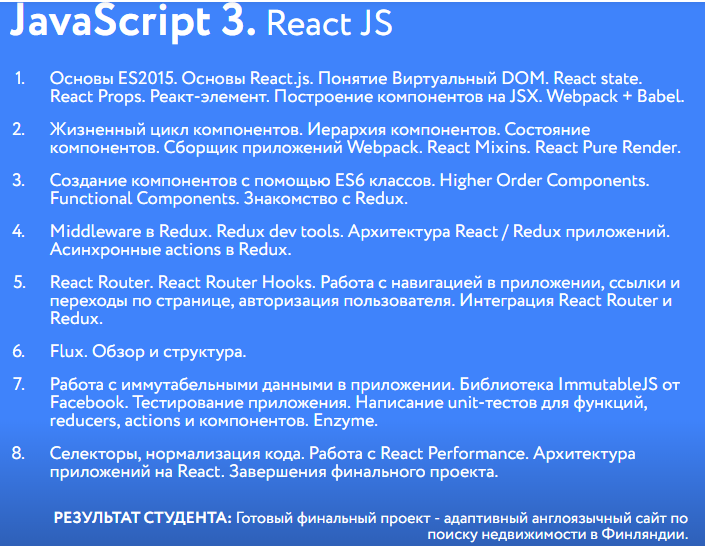 JavaScript 3. React JS
1. Основы ES2015. Основы React.js. Понятие Виртуальный DOM. React state.
React Props. Реакт-элемент. Построение компонентов на JSX. Webpack + Babel.
2. Жизненный цикл компонентов. Иерархия компонентов. Состояние
компонентов. Сборщик приложений Webpack. React Mixins. React Pure Render.
3. Создание компонентов с помощью ES6 классов. Higher Order Components.
Functional Components. Знакомство с Redux.
4. Middleware в Redux. Redux dev tools. Архитектура React / Redux приложений.
Асинхронные actions в Redux.
5. React Router. React Router Hooks. Работа с навигацией в приложении, ссылки и
переходы по странице, авторизация пользователя. Интеграция React Router и
Redux.
6. Flux. Обзор и структура.
7. Работа с иммутабельными данными в приложении. Библиотека ImmutableJS от
Facebook. Тестирование приложения. Написание unit-тестов для функций,
reducers, actions и компонентов. Enzyme.
8. Селекторы, нормализация кода. Работа с React Performance. Архитектура
приложений на React. Завершения финального проекта.
РЕЗУЛЬТАТ СТУДЕНТА: Готовый финальный проект - адаптивный англоязычный сайт по
поиску недвижимости в Финляндии.